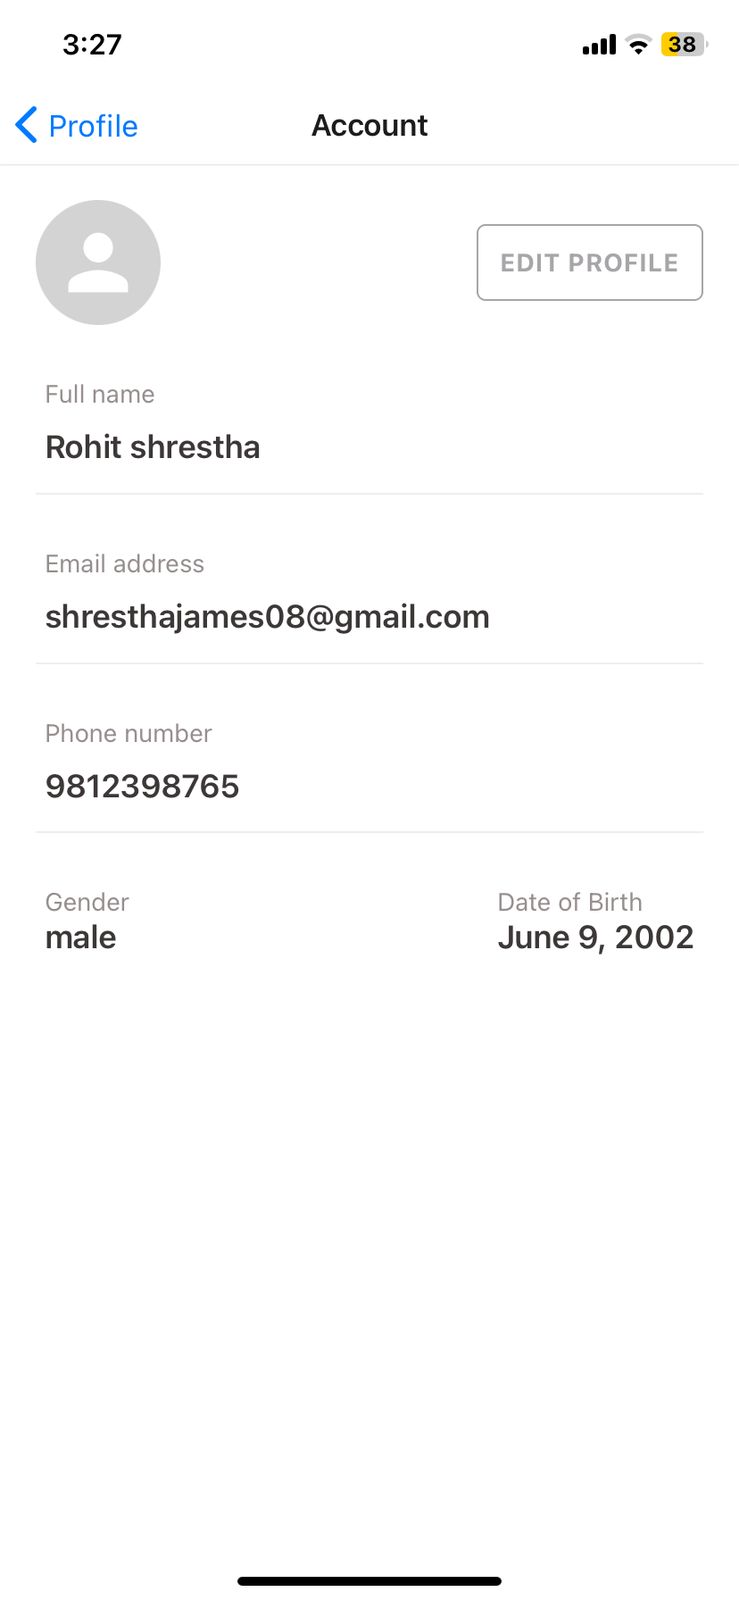 3:27
38
Profile
Account
EDIT PROFILE
Full name
Rohit shrestha
Email address
shresthajames08@gmail.com
Phone number
9812398765
Gender
Date of Birth
male
June 9, 2002